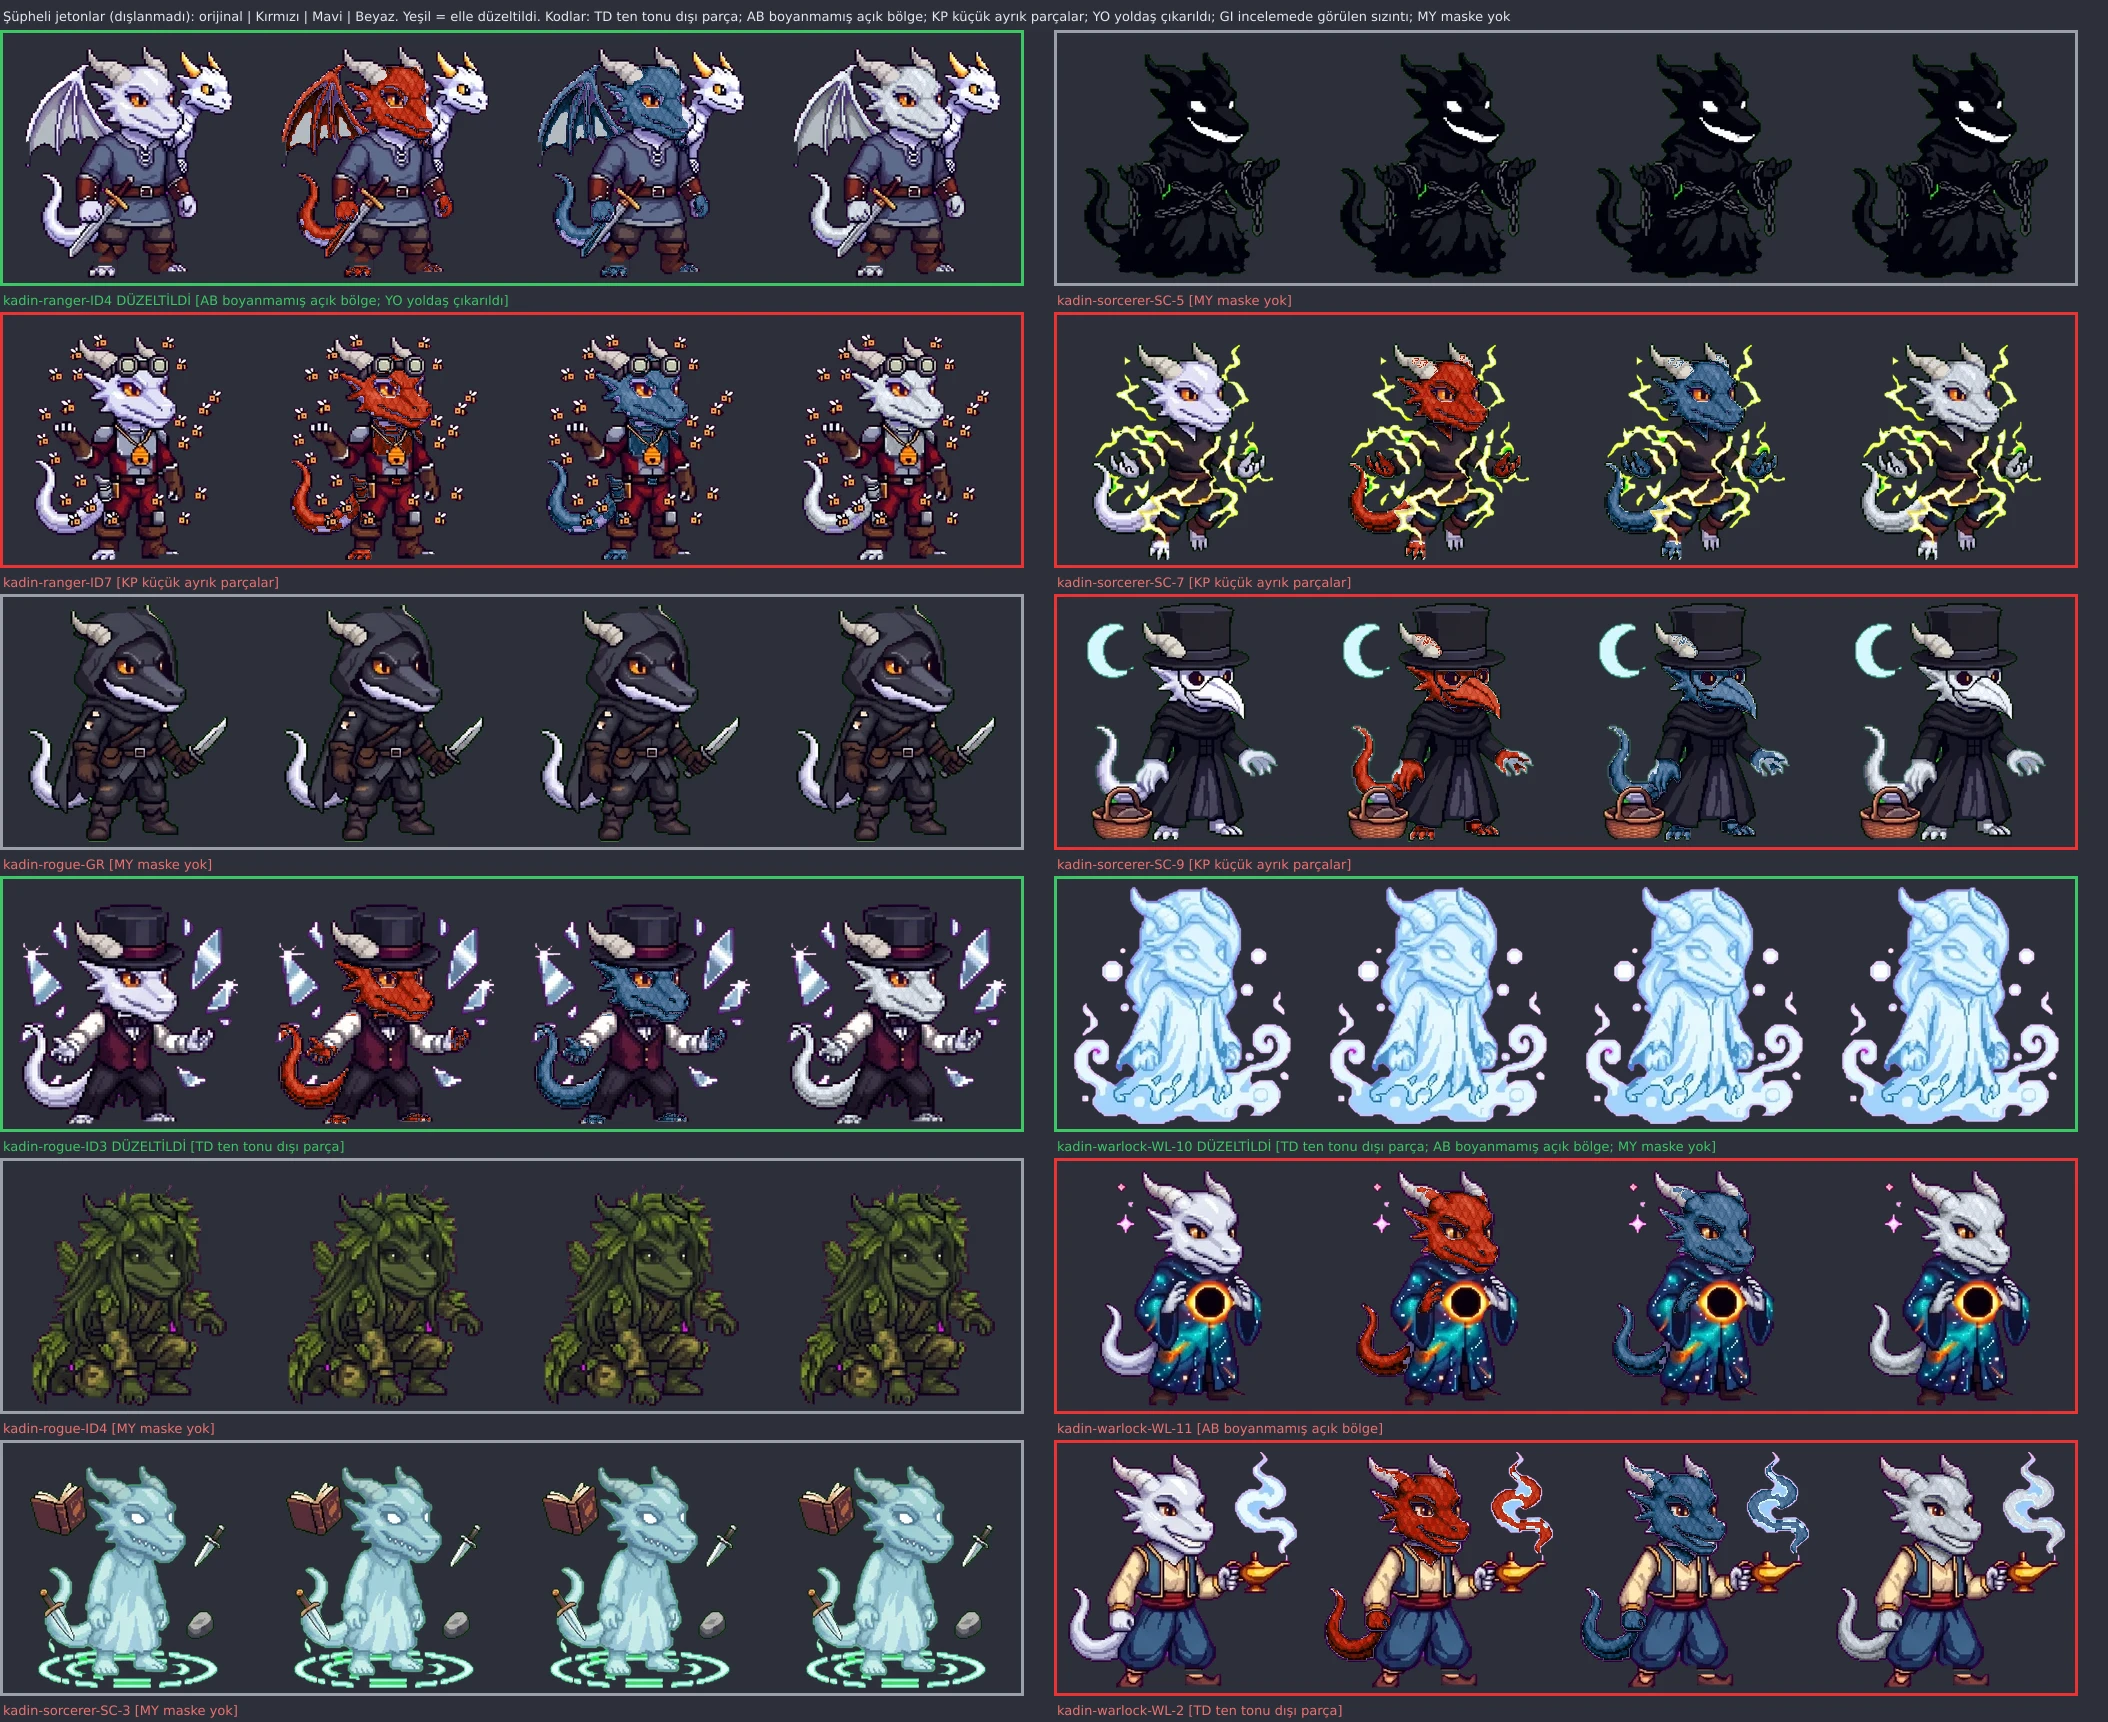 Şüpheli jetonlar (dışlanmadı): orijinal | Kırmızı | Mavi | Beyaz. Yeşil = elle düzeltildi. Kodlar: TD ten tonu dışı parça; AB boyanmamış açık bölge; KP küçük ayrık parçalar; YO yoldaş çıkarıldı; GI incelemede görülen sızıntı; MY maske yok
kadin-ranger-ID4 DÜZELTİLDİ [AB boyanmamış açık bölge; YO yoldaş çıkarıldı]
kadin-sorcerer-SC-5 [MY maske yok]
kadin-ranger-ID7 [KP küçük ayrık parçalar]
kadin-sorcerer-SC-7 [KP küçük ayrık parçalar]
kadin-rogue-GR [MY maske yok]
kadin-sorcerer-SC-9 [KP küçük ayrık parçalar]
kadin-rogue-ID3 DÜZELTİLDİ [TD ten tonu dışı parça]
kadin-warlock-WL-10 DÜZELTİLDİ [TD ten tonu dışı parça; AB boyanmamış açık bölge; MY maske yok]
kadin-rogue-ID4 [MY maske yok]
kadin-warlock-WL-11 [AB boyanmamış açık bölge]
kadin-sorcerer-SC-3 [MY maske yok]
kadin-warlock-WL-2 [TD ten tonu dışı parça]